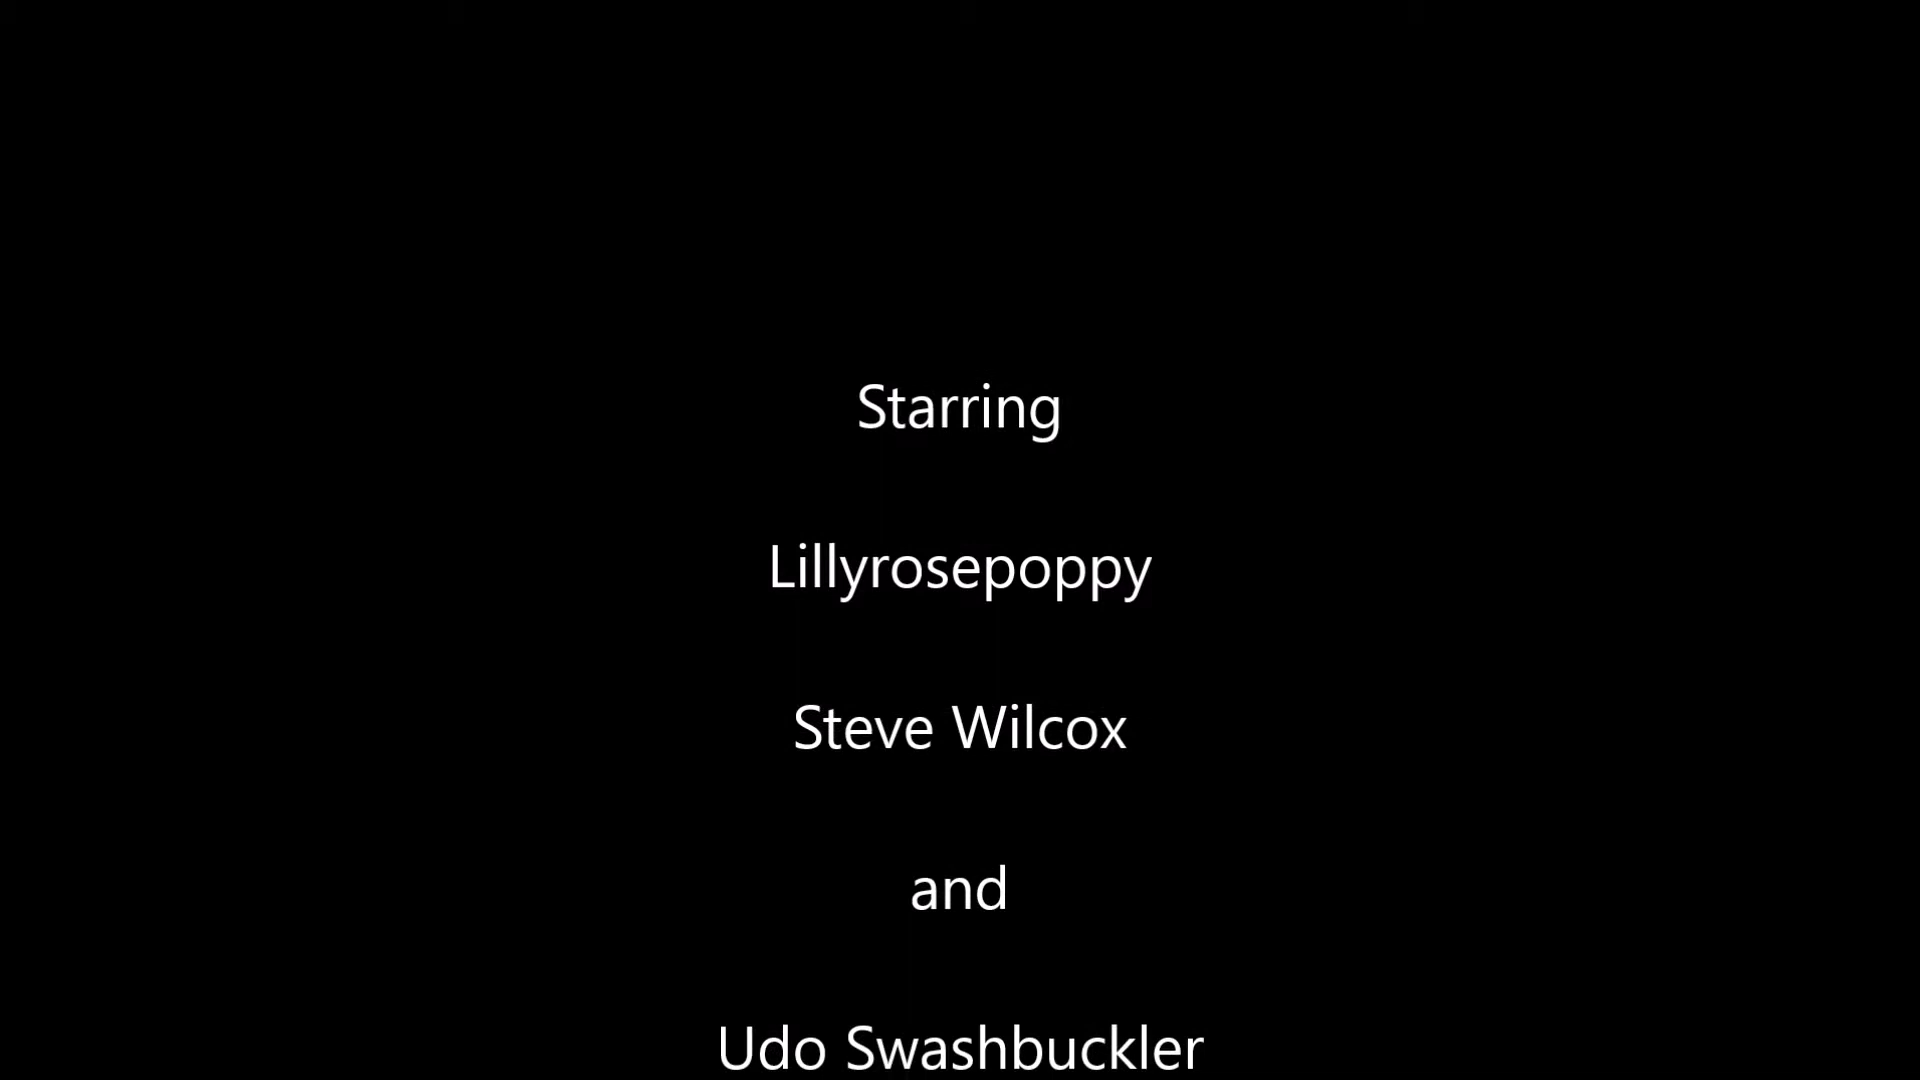 Starring
Lillyrosepoppy
Steve Wilcox
and
Udo Swashbuckler